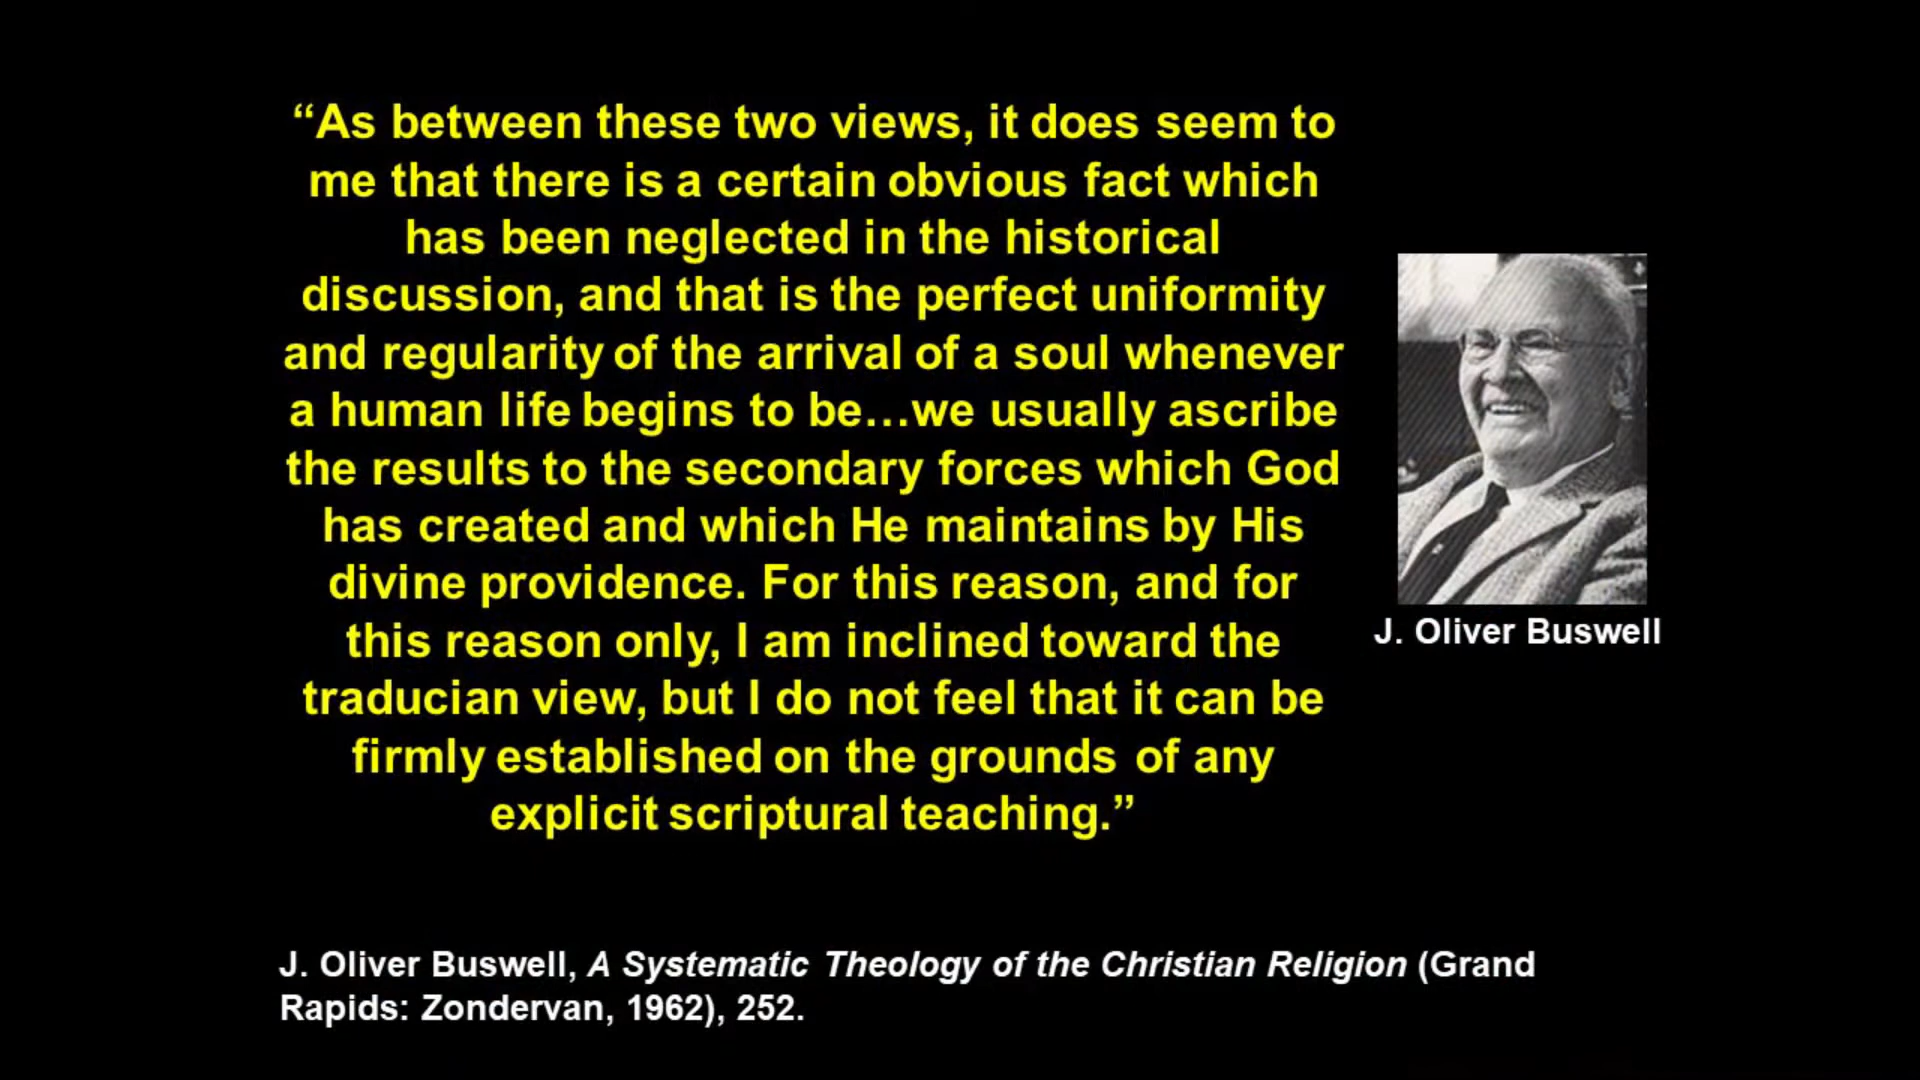 “As between these two views, it does seem to
me that there is a certain obvious fact which
has been neglected in the historical
discussion, and that is the perfect uniformity
and regularity of the arrival of a soul whenever
a human life begins to be…we usually ascribe
the results to the secondary forces which God
has created and which He maintains by His
divine providence. For this reason, and for
this reason only, I am inclined toward the
traducian view, but I do not feel that it can be
firmly established on the grounds of any
explicit scriptural teaching.”
J. Oliver Buswell
J. Oliver Buswell, A Systematic Theology of the Christian Religion (Grand
Rapids: Zondervan, 1962), 252.